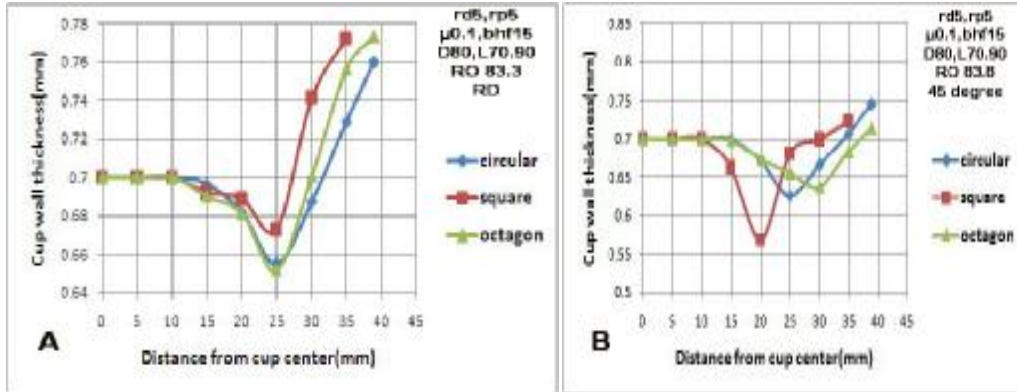 0.78
0.76
0.74
0.72
0.7
0.68
0.66
0.64
Cup wall thickness(mm)
0 5 10 15 20 25 30 35 40 45
Distance from cup center(mm)
A
rd5,rp5
µ0.1,bhf15
D80,L70.90
RO 83.3
RD
circular
square
octagon
0.85
0.8
0.75
0.7
0.65
0.6
0.55
0.5
Cup wall thickness(mm)
0 5 10 15 20 25 30 35 40 45
Distance from cup center(mm)
B
rd5,rp5
µ0.1,bhf15
D80,L70.90
RO 83.8
45 degree
circular
square
octagon